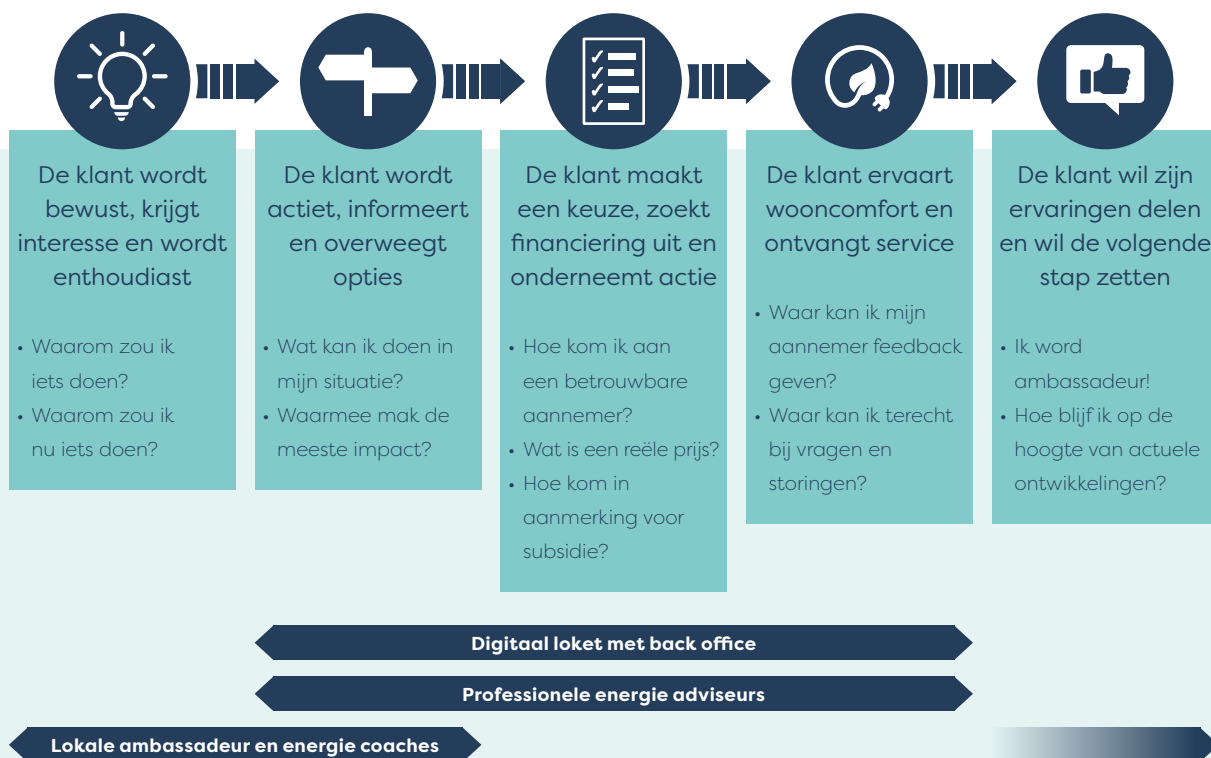 De klant wordt
bewust, krijgt
interesse en wordt
enthoudiast
• Waarom zou ik
iets doen?
• Waarom zou ik
nu iets doen?
De klant wordt
actiet, informeert
en overweegt
opties
• Wat kan ik doen in
mijn situatie?
• Waarmee mak de
meeste impact?
De klant maakt
een keuze, zoekt
financiering uit en
onderneemt actie
• Hoe kom ik aan
een betrouwbare
aannemer?
• Wat is een reële prijs?
• Hoe kom in
aanmerking voor
subsidie?
De klant ervaart
wooncomfort en
ontvangt service
• Waar kan ik mijn
aannemer feedback
geven?
• Waar kan ik terecht
bij vragen en
storingen?
De klant wil zijn
ervaringen delen
en wil de volgende
stap zetten
• Ik word
ambassadeur!
• Hoe blijf ik op de
hoogte van actuele
ontwikkelingen?
Digitaal loket met back office
Professionele energie adviseurs
Lokale ambassadeur en energie coaches